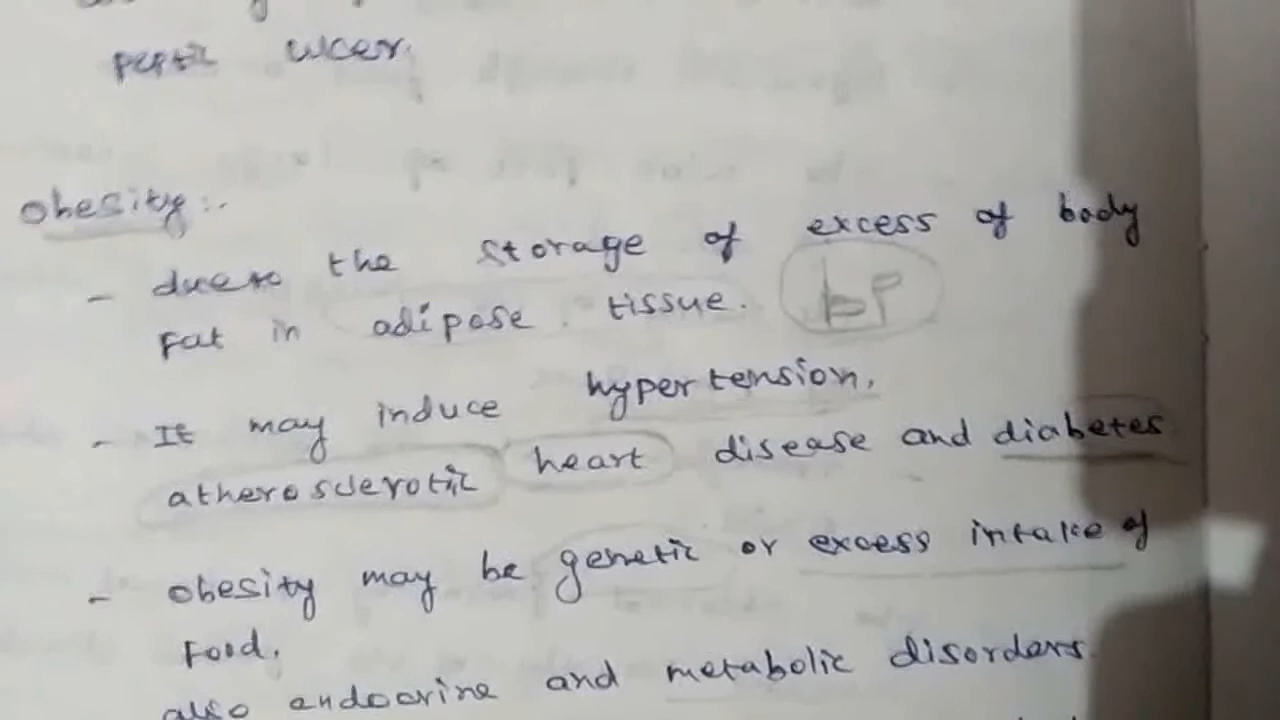 peptic ulcer.
Obesity:-
- due to the storage of excess of body
fat in adipose tissue. bP
- It may induce hypertension,
atherosclerotic heart disease and diabetes
- obesity may be genetic or excess intake of
Food.
also endocrine and metabolic disorders.